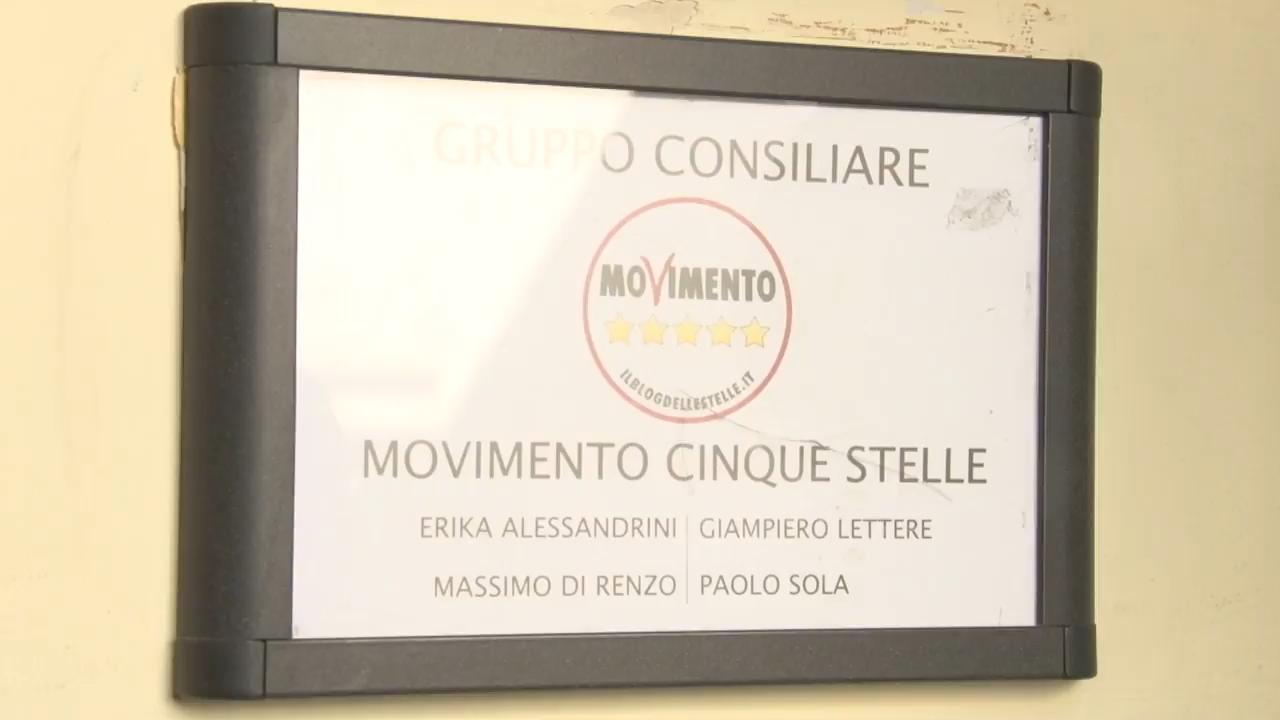 GRUPPO CONSILIARE
MOVIMENTO
ILBLOGDELLESTELLE.IT
MOVIMENTO CINQUE STELLE
ERIKA ALESSANDRINI GIAMPIERO LETTERE
MASSIMO DI RENZO PAOLO SOLA